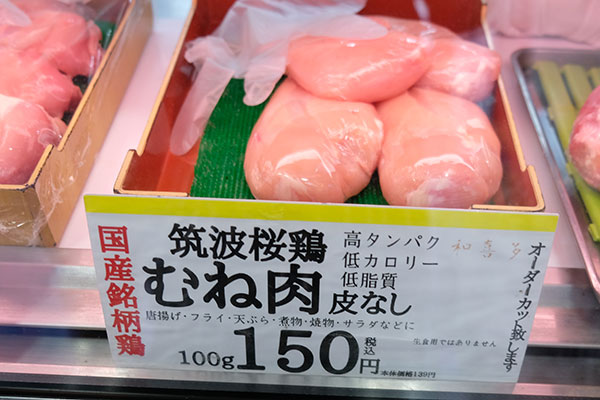 国産銘柄鶏
筑波桜鶏
むね肉
皮なし
高タンパク
低カロリー
低脂質
和喜多
オーダーカット致します
唐揚げ・フライ・天ぷら・煮物・焼物・サラダなどに
生食用ではありません
100g 150円 税込
本体価格139円